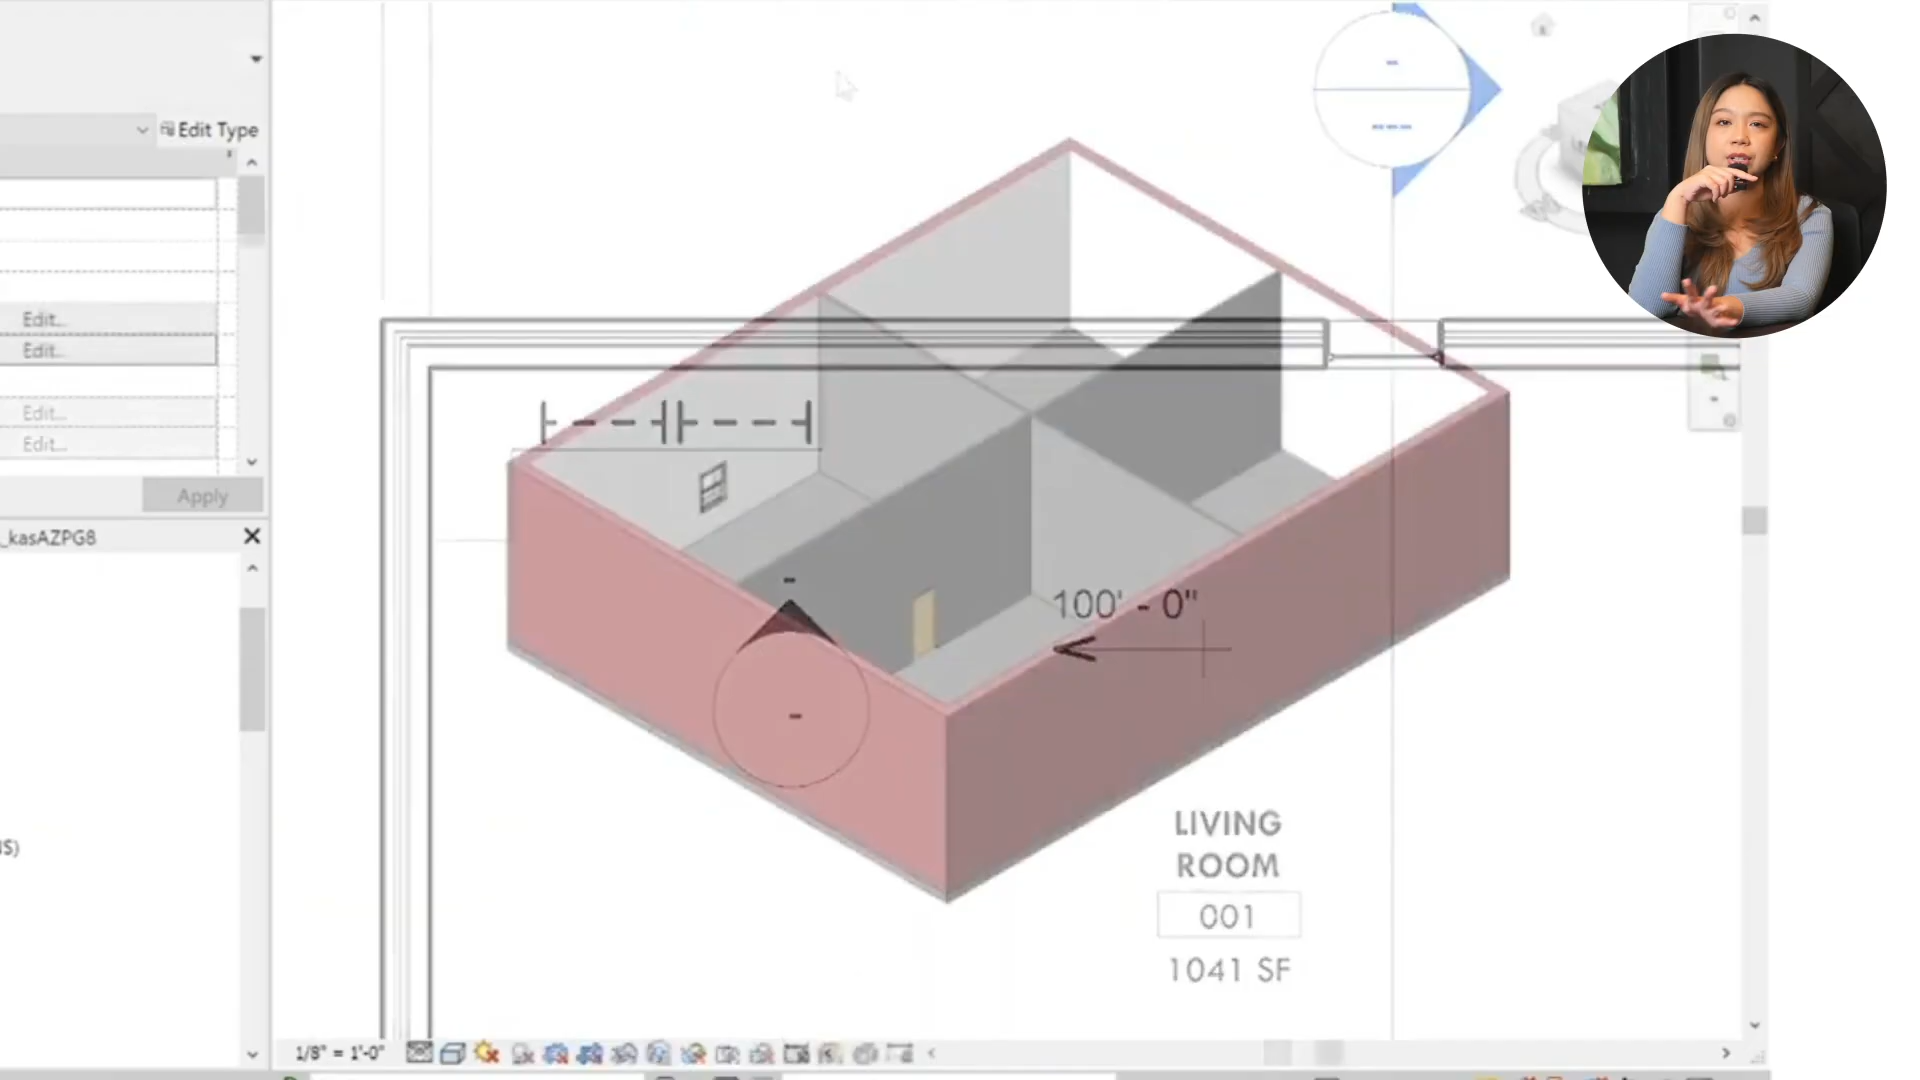 Edit Type
Edit...
Edit...
Edit...
Edit...
Apply
_kasAZPG8
100' - 0"
LIVING
ROOM
001
1041 SF
1/8" = 1'-0"